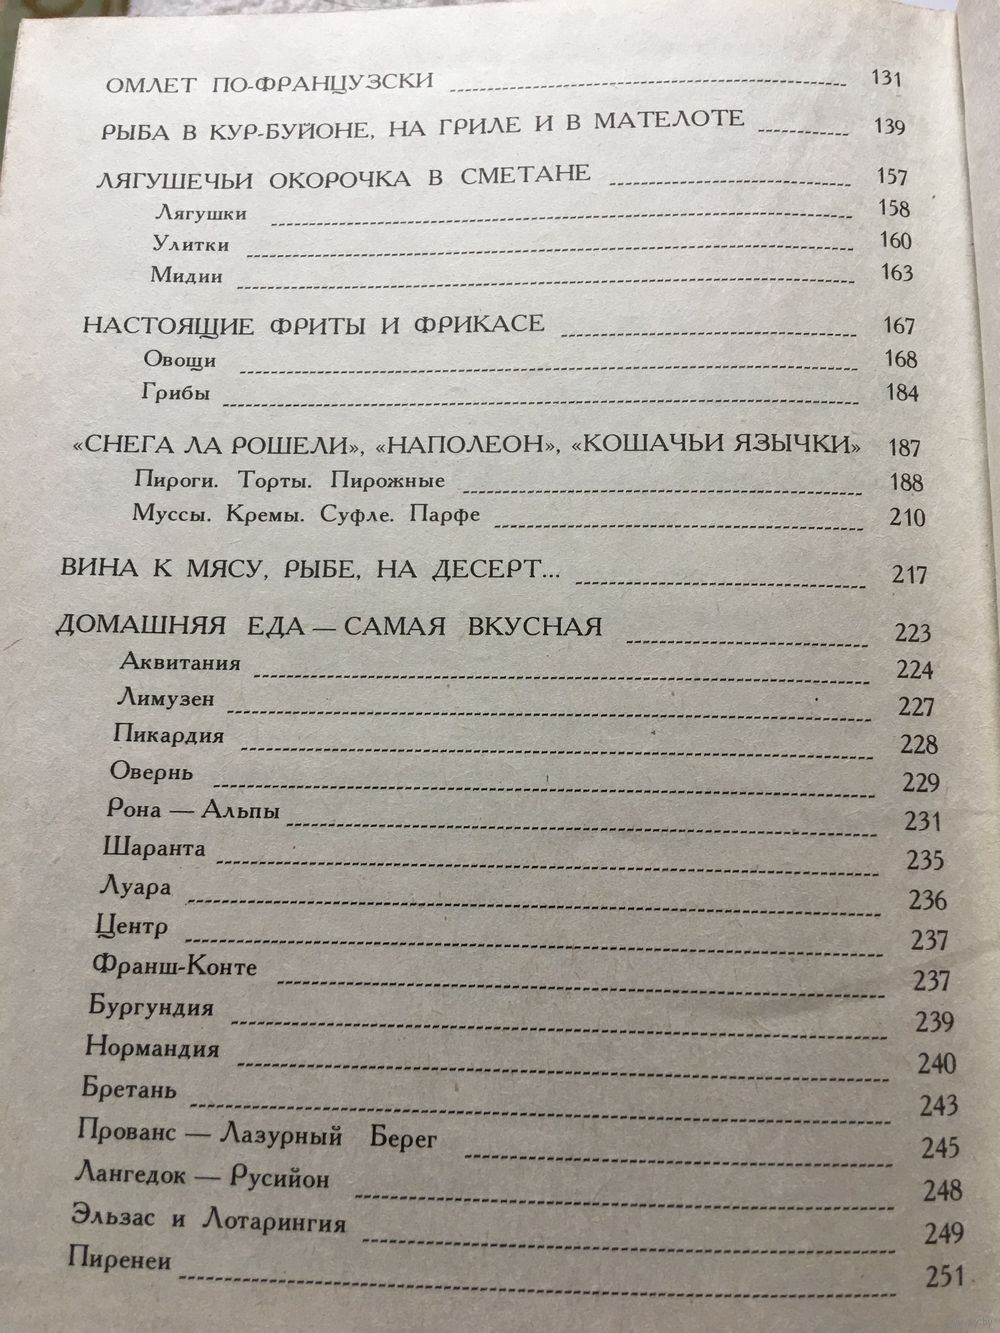 ОМЛЕТ ПО-ФРАНЦУЗСКИ 131
РЫБА В КУР-БУЙОНЕ, НА ГРИЛЕ И В МАТЕЛОТЕ 139
ЛЯГУШЕЧЬИ ОКОРОЧКА В СМЕТАНЕ 157
Лягушки 158
Улитки 160
Мидии 163
НАСТОЯЩИЕ ФРИТЫ И ФРИКАСЕ 167
Овощи 168
Грибы 184
«СНЕГА ЛА РОШЕЛИ», «НАПОЛЕОН», «КОШАЧЬИ ЯЗЫЧКИ» 187
Пироги. Торты. Пирожные 188
Муссы. Кремы. Суфле. Парфе 210
ВИНА К МЯСУ, РЫБЕ, НА ДЕСЕРТ... 217
ДОМАШНЯЯ ЕДА — САМАЯ ВКУСНАЯ 223
Аквитания 224
Лимузен 227
Пикардия 228
Овернь 229
Рона — Альпы 231
Шаранта 235
Луара 236
Центр 237
Франш-Конте 237
Бургундия 239
Нормандия 240
Бретань 243
Прованс — Лазурный Берег 245
Лангедок — Русийон 248
Эльзас и Лотарингия 249
Пиренеи 251